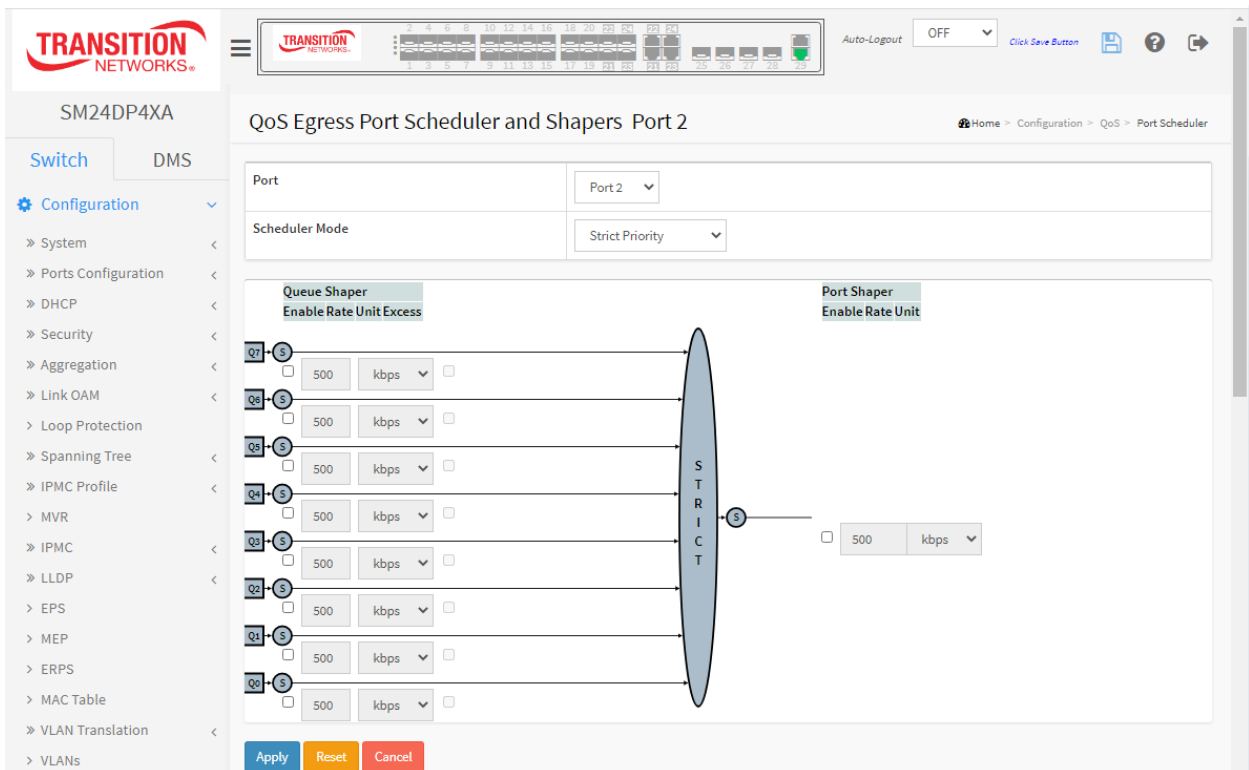 TRANSITION
NETWORKS®
TRANSITION
NETWORKS.
2 4 6 8 10 12 14 16 18 20 22 24 22 24
1 3 5 7 9 11 13 15 17 19 21 23 21 23 25 26 27 28 29
Auto-Logout
OFF
Click Save Button
SM24DP4XA
Switch
DMS
Configuration
System
Ports Configuration
DHCP
Security
Aggregation
Link OAM
Loop Protection
Spanning Tree
IPMC Profile
MVR
IPMC
LLDP
EPS
MEP
ERPS
MAC Table
VLAN Translation
VLANs
QoS Egress Port Scheduler and Shapers Port 2
Home > Configuration > QoS > Port Scheduler
Port
Port 2
Scheduler Mode
Strict Priority
Queue Shaper
Enable Rate Unit Excess
Port Shaper
Enable Rate Unit
Q7 S
500 kbps
Q6 S
500 kbps
Q5 S
500 kbps
Q4 S
500 kbps
Q3 S
500 kbps
Q2 S
500 kbps
Q1 S
500 kbps
Q0 S
500 kbps
STRICT
S
500 kbps
Apply
Reset
Cancel